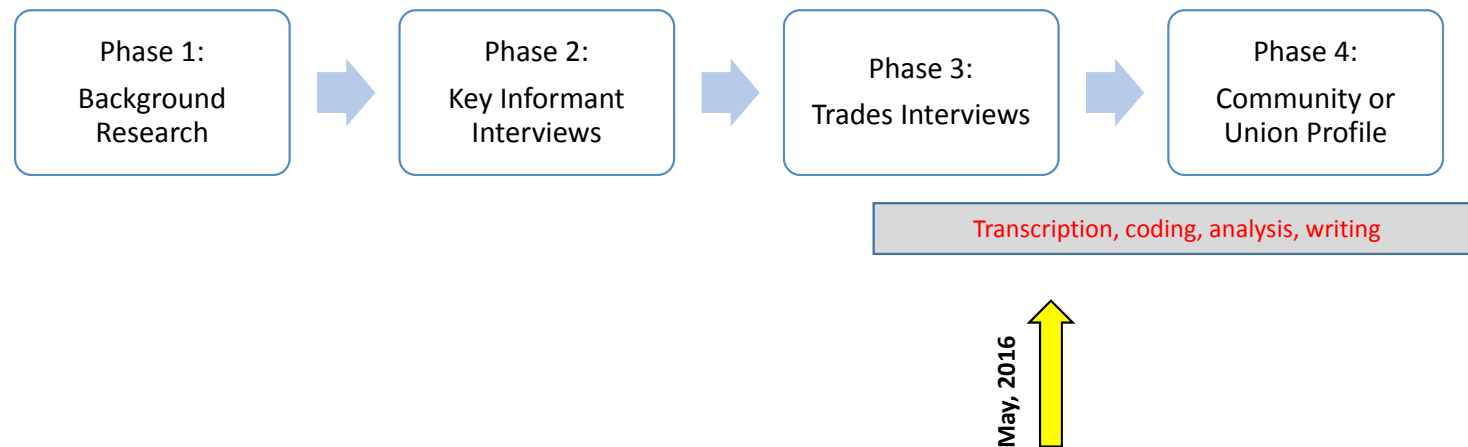 Phase 1:
Background
Research
Phase 2:
Key Informant
Interviews
Phase 3:
Trades Interviews
Phase 4:
Community or
Union Profile
Transcription, coding, analysis, writing
May, 2016